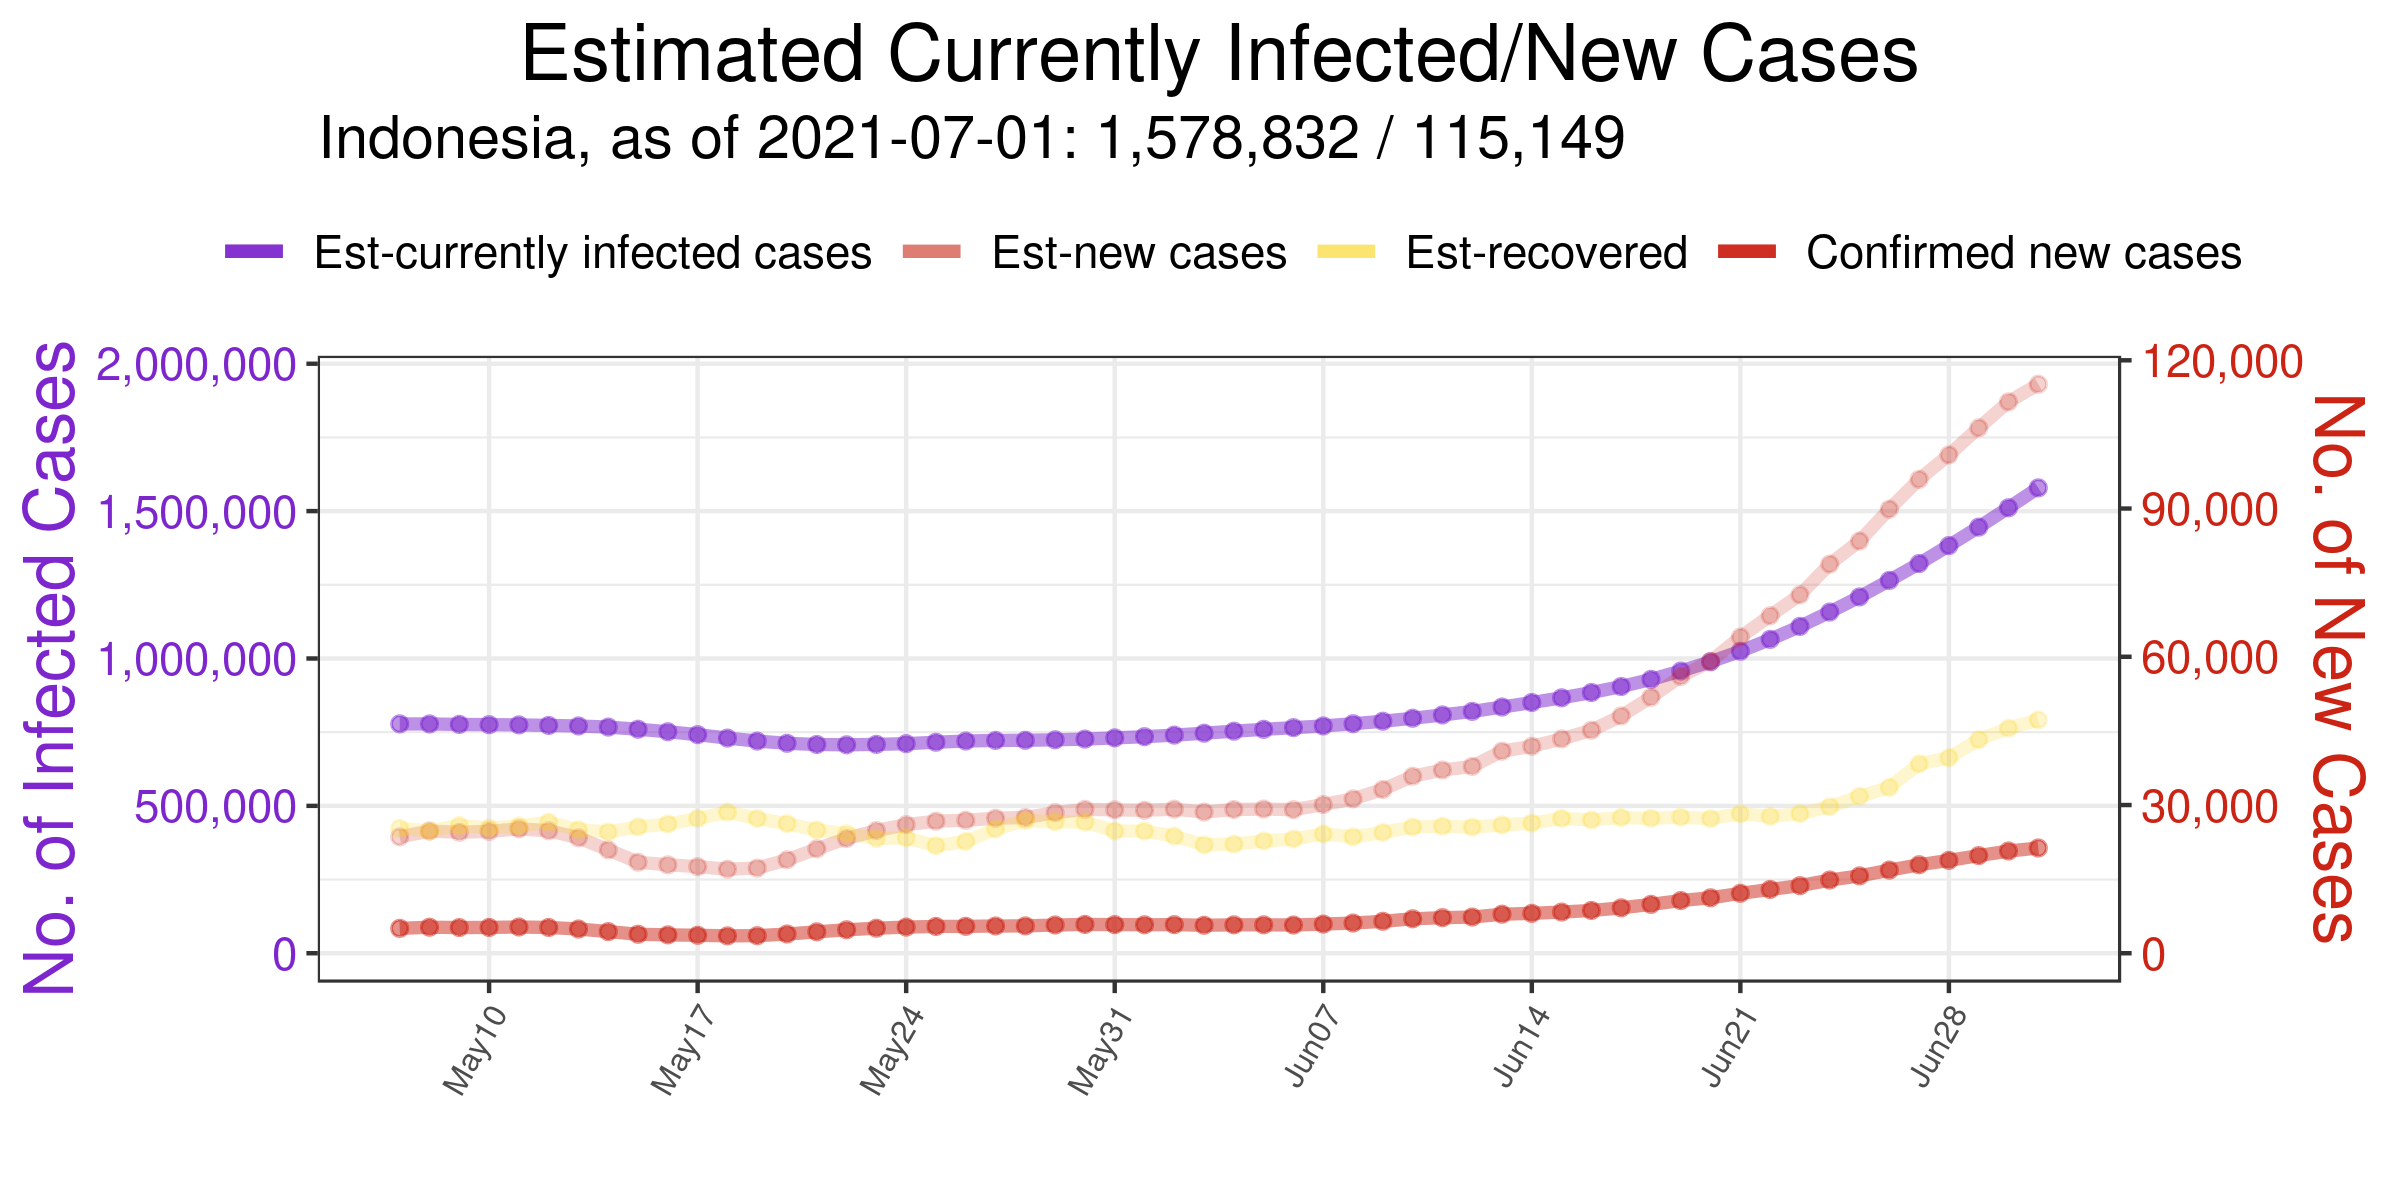 Estimated Currently Infected/New Cases
Indonesia, as of 2021-07-01: 1,578,832 / 115,149
Est-currently infected cases Est-new cases Est-recovered Confirmed new cases
No. of Infected Cases
2,000,000
1,500,000
1,000,000
500,000
0
120,000
90,000
60,000
30,000
0
No. of New Cases
May10 May17 May24 May31 Jun07 Jun14 Jun21 Jun28